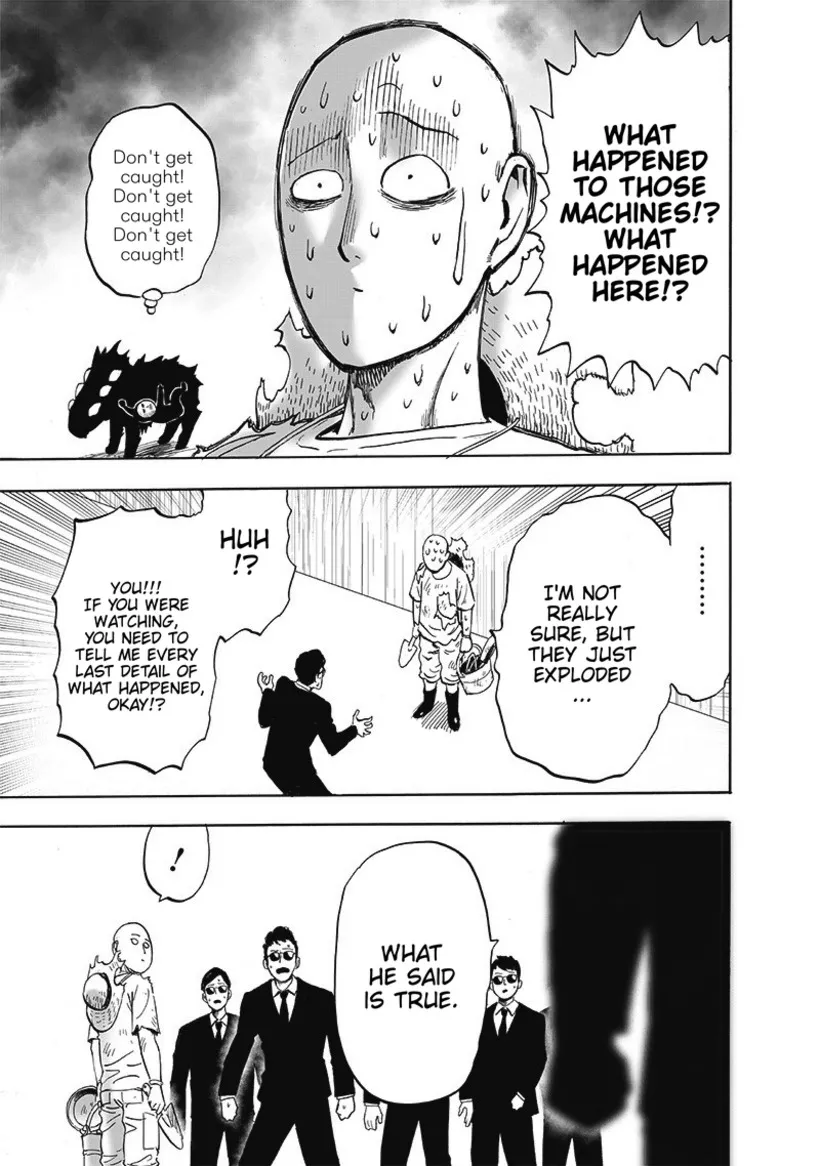 WHAT
HAPPENED
TO THOSE
MACHINES!?
WHAT
HAPPENED
HERE!?
Don't get
caught!
Don't get
caught!
Don't get
caught!
........
I'M NOT
REALLY
SURE, BUT
THEY JUST
EXPLODED
...
HUH
!?
YOU!!!
IF YOU WERE
WATCHING,
YOU NEED TO
TELL ME EVERY
LAST DETAIL OF
WHAT HAPPENED,
OKAY!?
WHAT
HE SAID
IS TRUE.
!